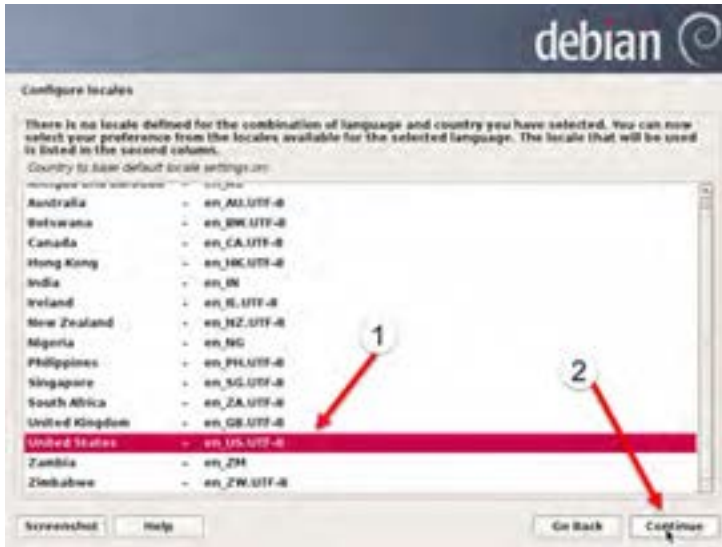 debian
Configure locales
There is no locale defined for the combination of language and country you have selected. You can now
select your preference from the locales available for the selected language. The locale that will be used
is listed in the second column.
Country to base default locale settings on:
Antigua and Barbuda - en_AG
Australia - en_AU.UTF-8
Botswana - en_BW.UTF-8
Canada - en_CA.UTF-8
Hong Kong - en_HK.UTF-8
India - en_IN
Ireland - en_IE.UTF-8
New Zealand - en_NZ.UTF-8
Nigeria - en_NG
Philippines - en_PH.UTF-8
Singapore - en_SG.UTF-8
South Africa - en_ZA.UTF-8
United Kingdom - en_GB.UTF-8
United States - en_US.UTF-8
Zambia - en_ZM
Zimbabwe - en_ZW.UTF-8
1
2
Screenshot Help Go Back Continue